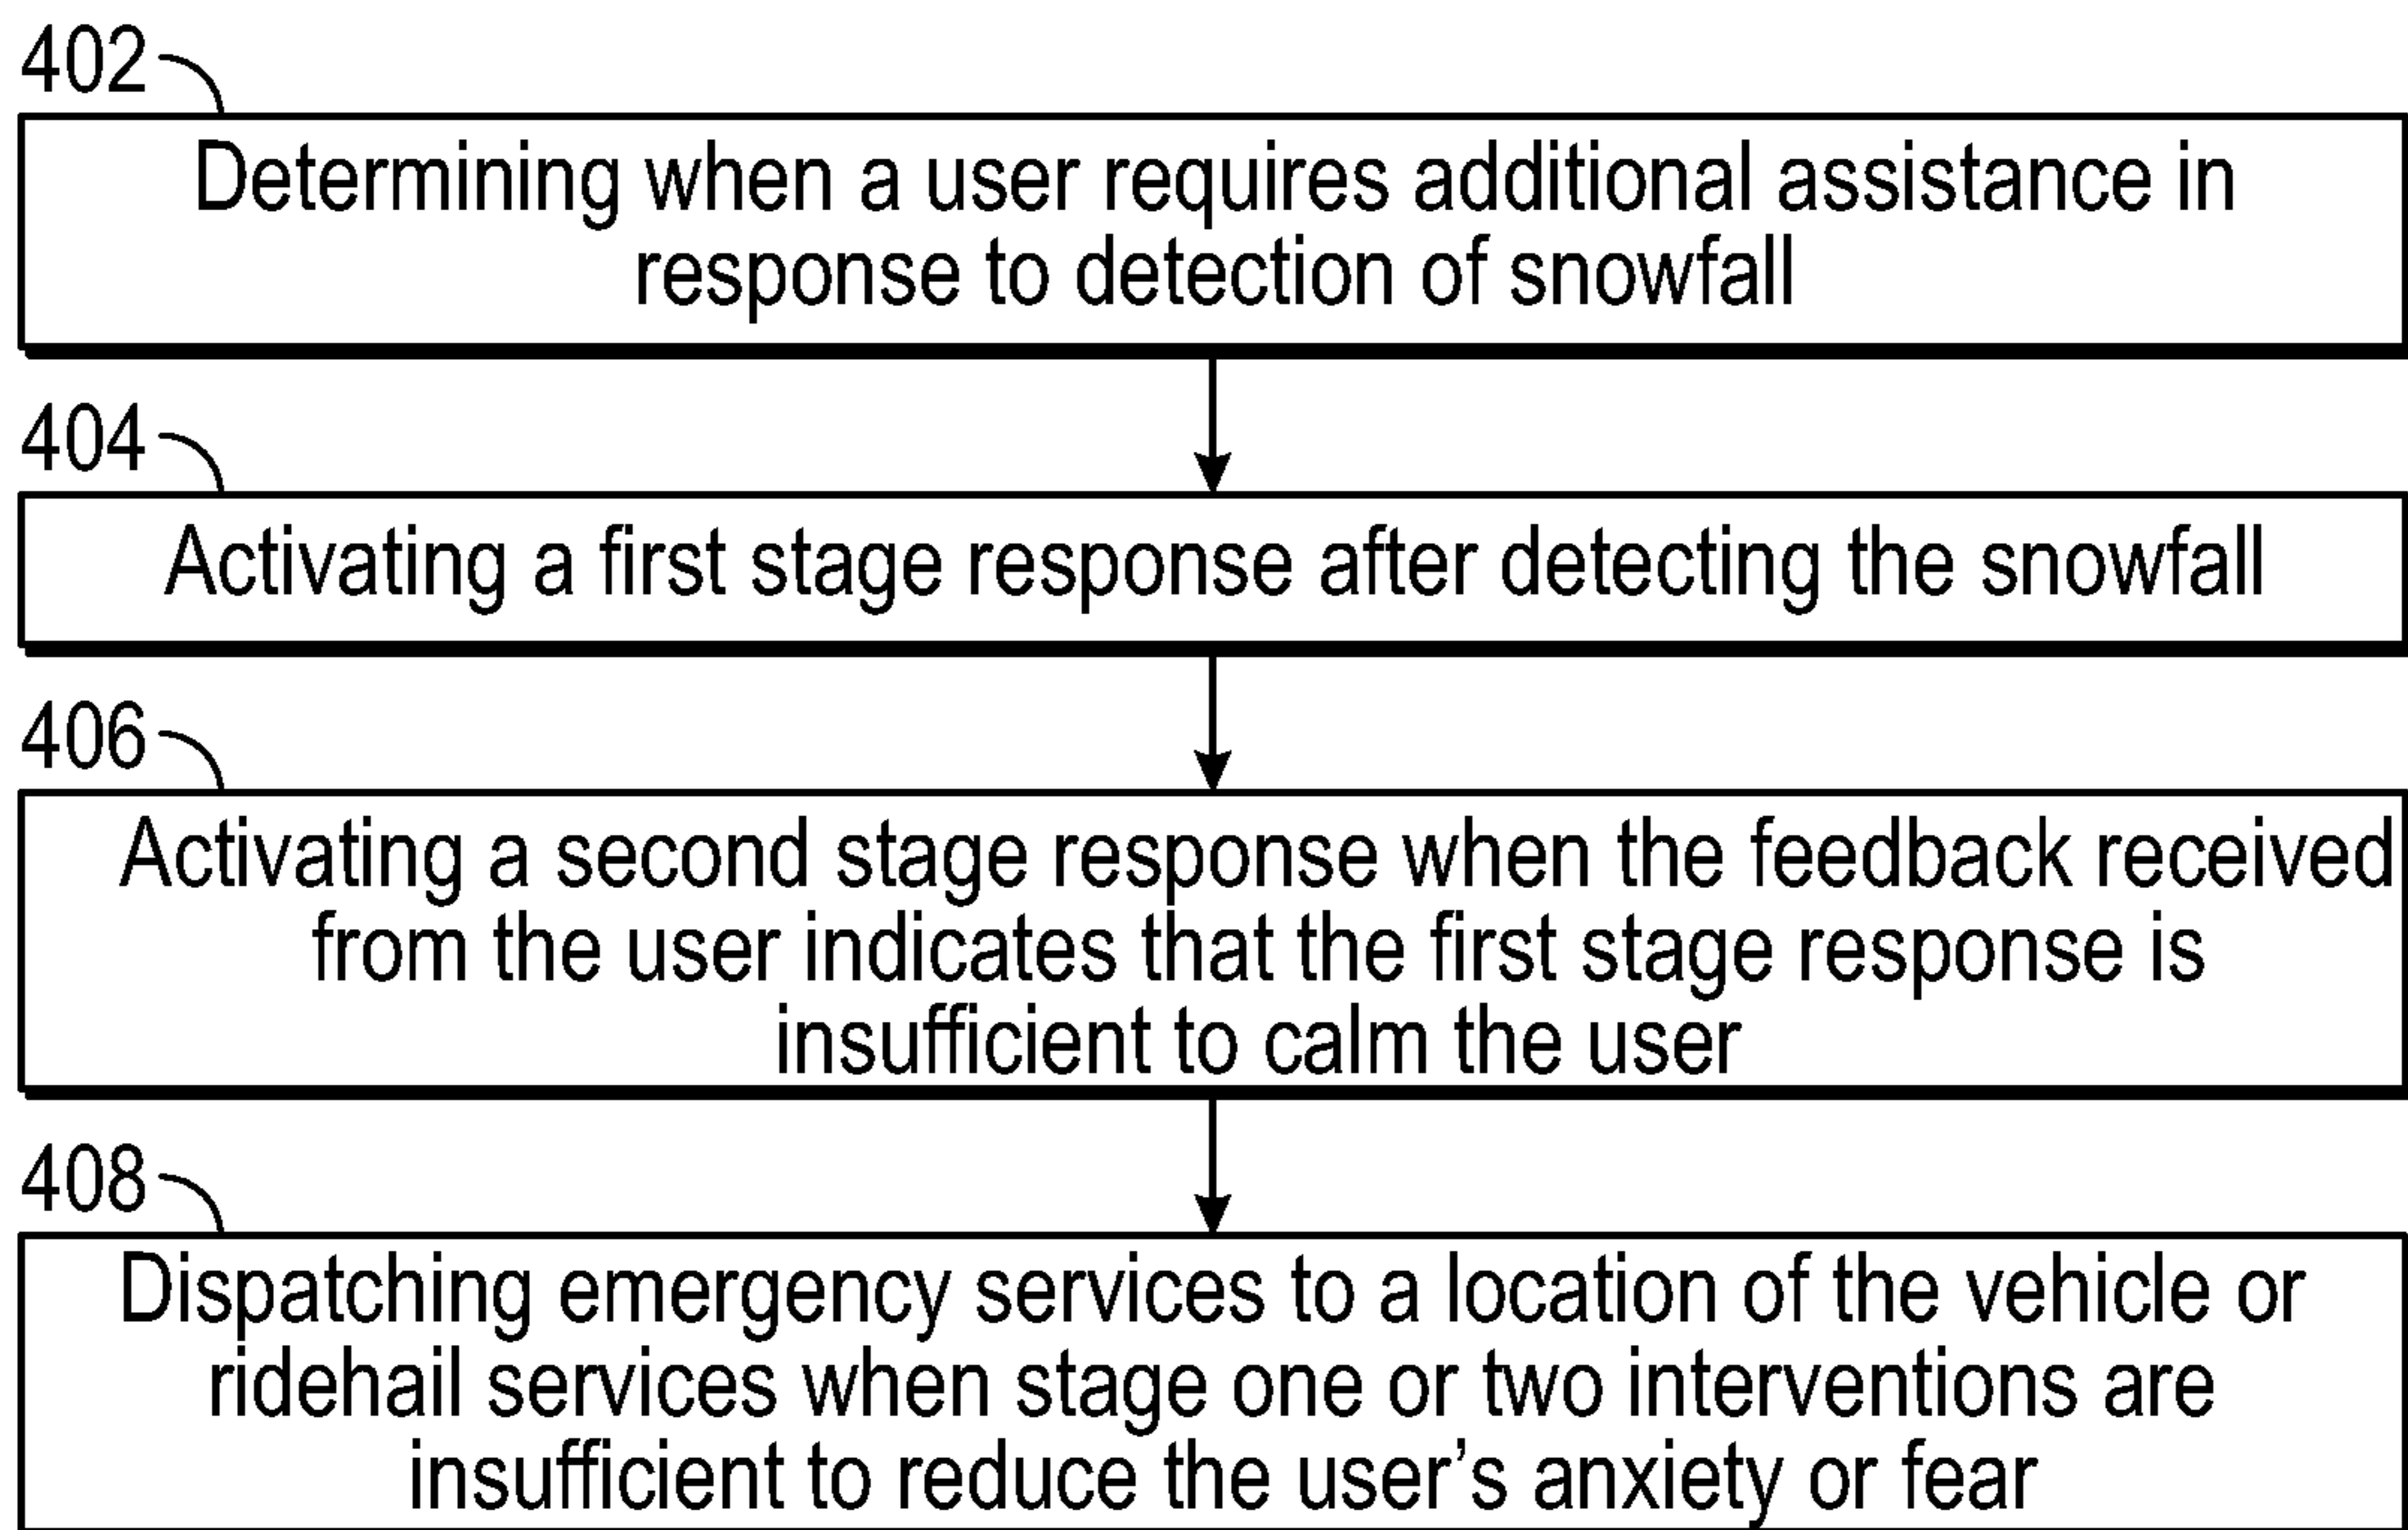 402
Determining when a user requires additional assistance in
response to detection of snowfall
404
Activating a first stage response after detecting the snowfall
406
Activating a second stage response when the feedback received
from the user indicates that the first stage response is
insufficient to calm the user
408
Dispatching emergency services to a location of the vehicle or
ridehail services when stage one or two interventions are
insufficient to reduce the user’s anxiety or fear